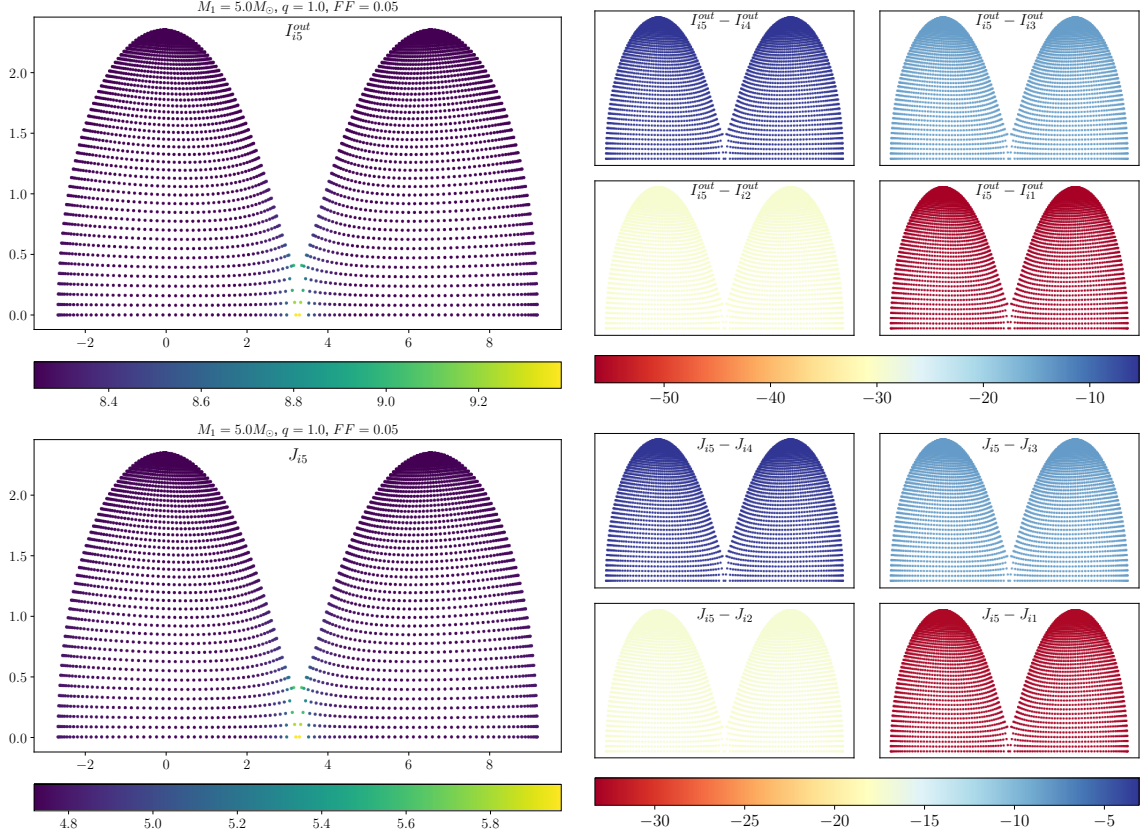 M₁ = 5.0M⊙, q = 1.0, FF = 0.05
I_{i5}^{out}
2.0
1.5
1.0
0.5
0.0
−2 0 2 4 6 8
8.4 8.6 8.8 9.0 9.2
I_{i5}^{out} − I_{i4}^{out}
I_{i5}^{out} − I_{i3}^{out}
I_{i5}^{out} − I_{i2}^{out}
I_{i5}^{out} − I_{i1}^{out}
−50 −40 −30 −20 −10
M₁ = 5.0M⊙, q = 1.0, FF = 0.05
J_{i5}
2.0
1.5
1.0
0.5
0.0
−2 0 2 4 6 8
4.8 5.0 5.2 5.4 5.6 5.8
J_{i5} − J_{i4}
J_{i5} − J_{i3}
J_{i5} − J_{i2}
J_{i5} − J_{i1}
−30 −25 −20 −15 −10 −5